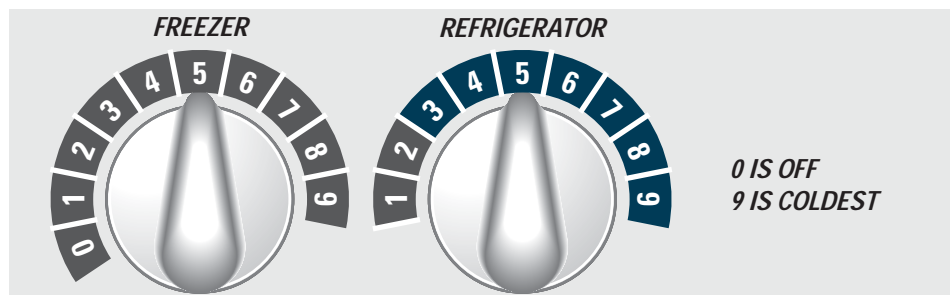 FREEZER
0 1 2 3 4 5 6 7 8 9
REFRIGERATOR
1 2 3 4 5 6 7 8 9
0 IS OFF
9 IS COLDEST